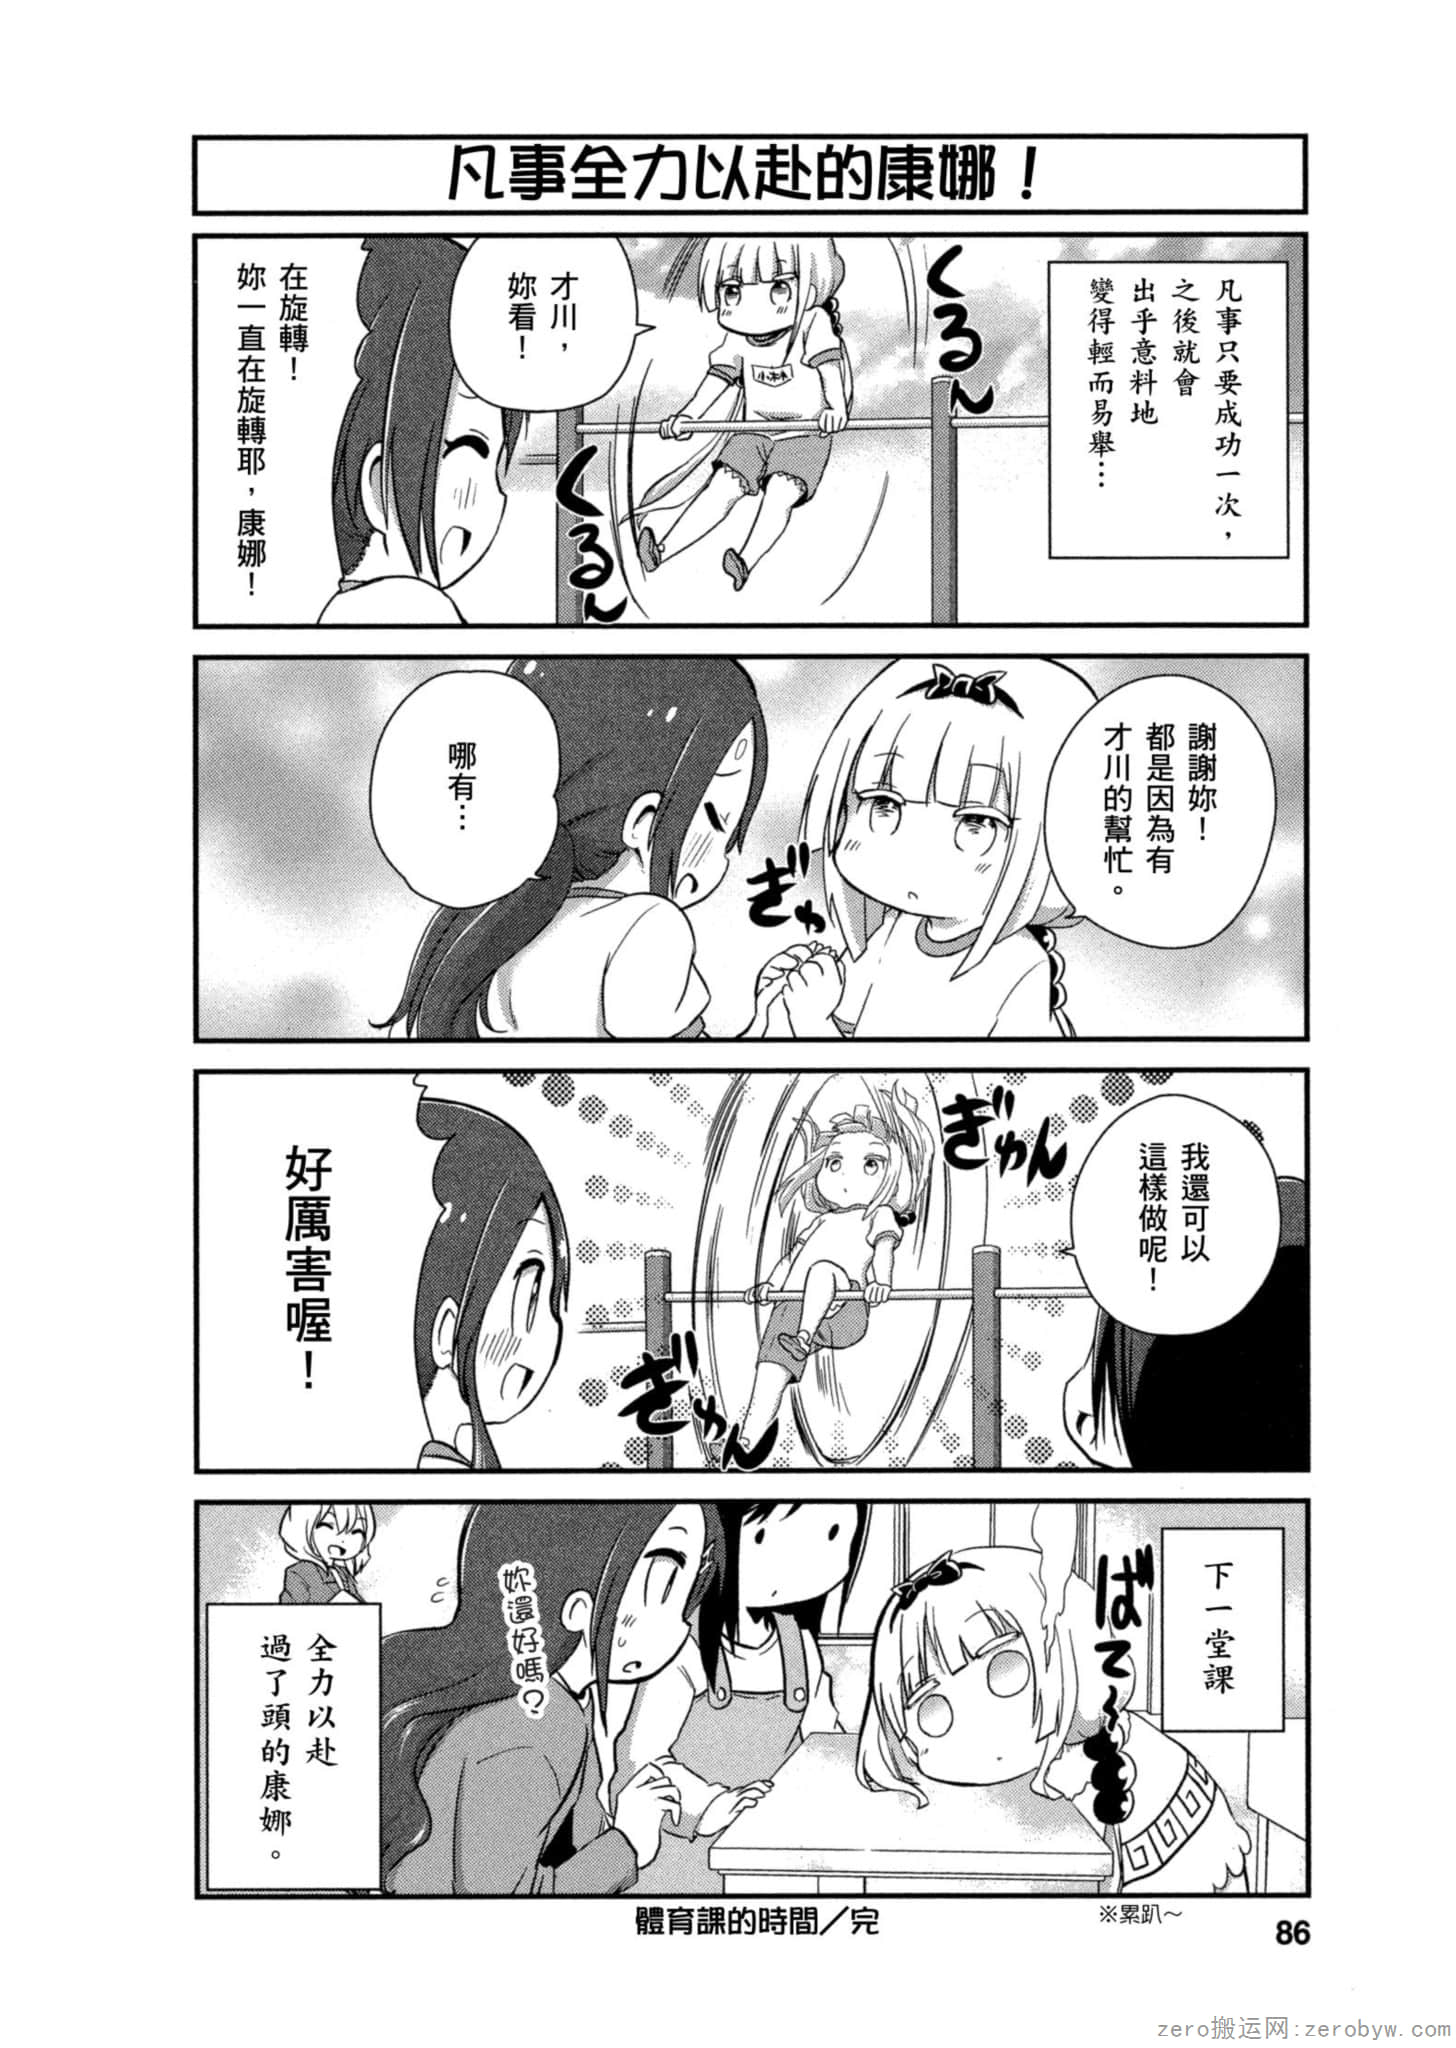 凡事全力以赴的康娜！
凡事只要成功一次，
之後就會
出乎意料地
變得輕而易舉…
くるーん
くるーん
才川，
妳看！
在旋轉！
妳一直在旋轉耶，康娜！
謝謝妳！
都是因為有
才川的幫忙。
ぎゅ
哪有…
我還可以
這樣做呢！
ぎゅん
ぎゅん
好厲害喔！
下一堂課
ばて〜
妳還好嗎？
全力以赴
過了頭的康娜。
※累趴～
體育課的時間／完
86
zero搬运网:zerobyw.com